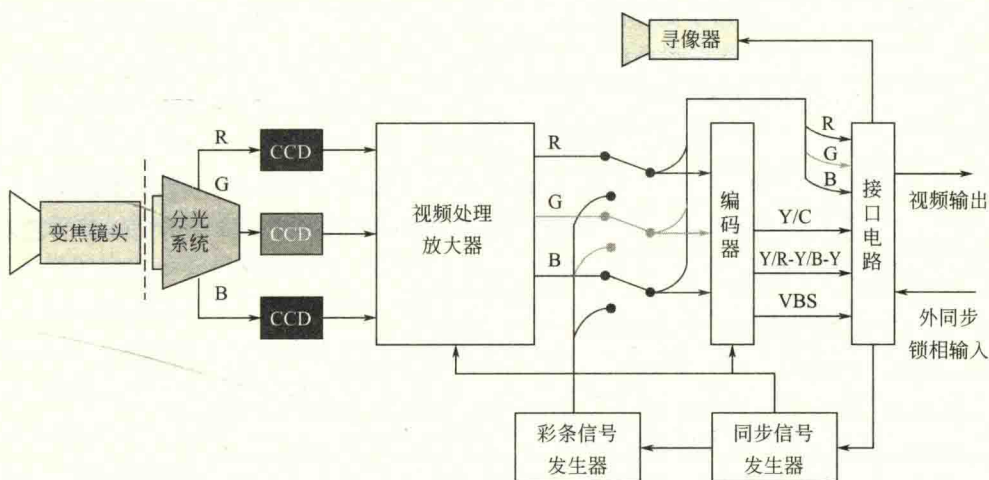 寻像器
R
G
B
接口电路
视频输出
外同步
锁相输入
变焦镜头
分光
系统
R
G
B
CCD
CCD
CCD
视频处理
放大器
R
G
B
编码器
Y/C
Y/R-Y/B-Y
VBS
彩条信号
发生器
同步信号
发生器